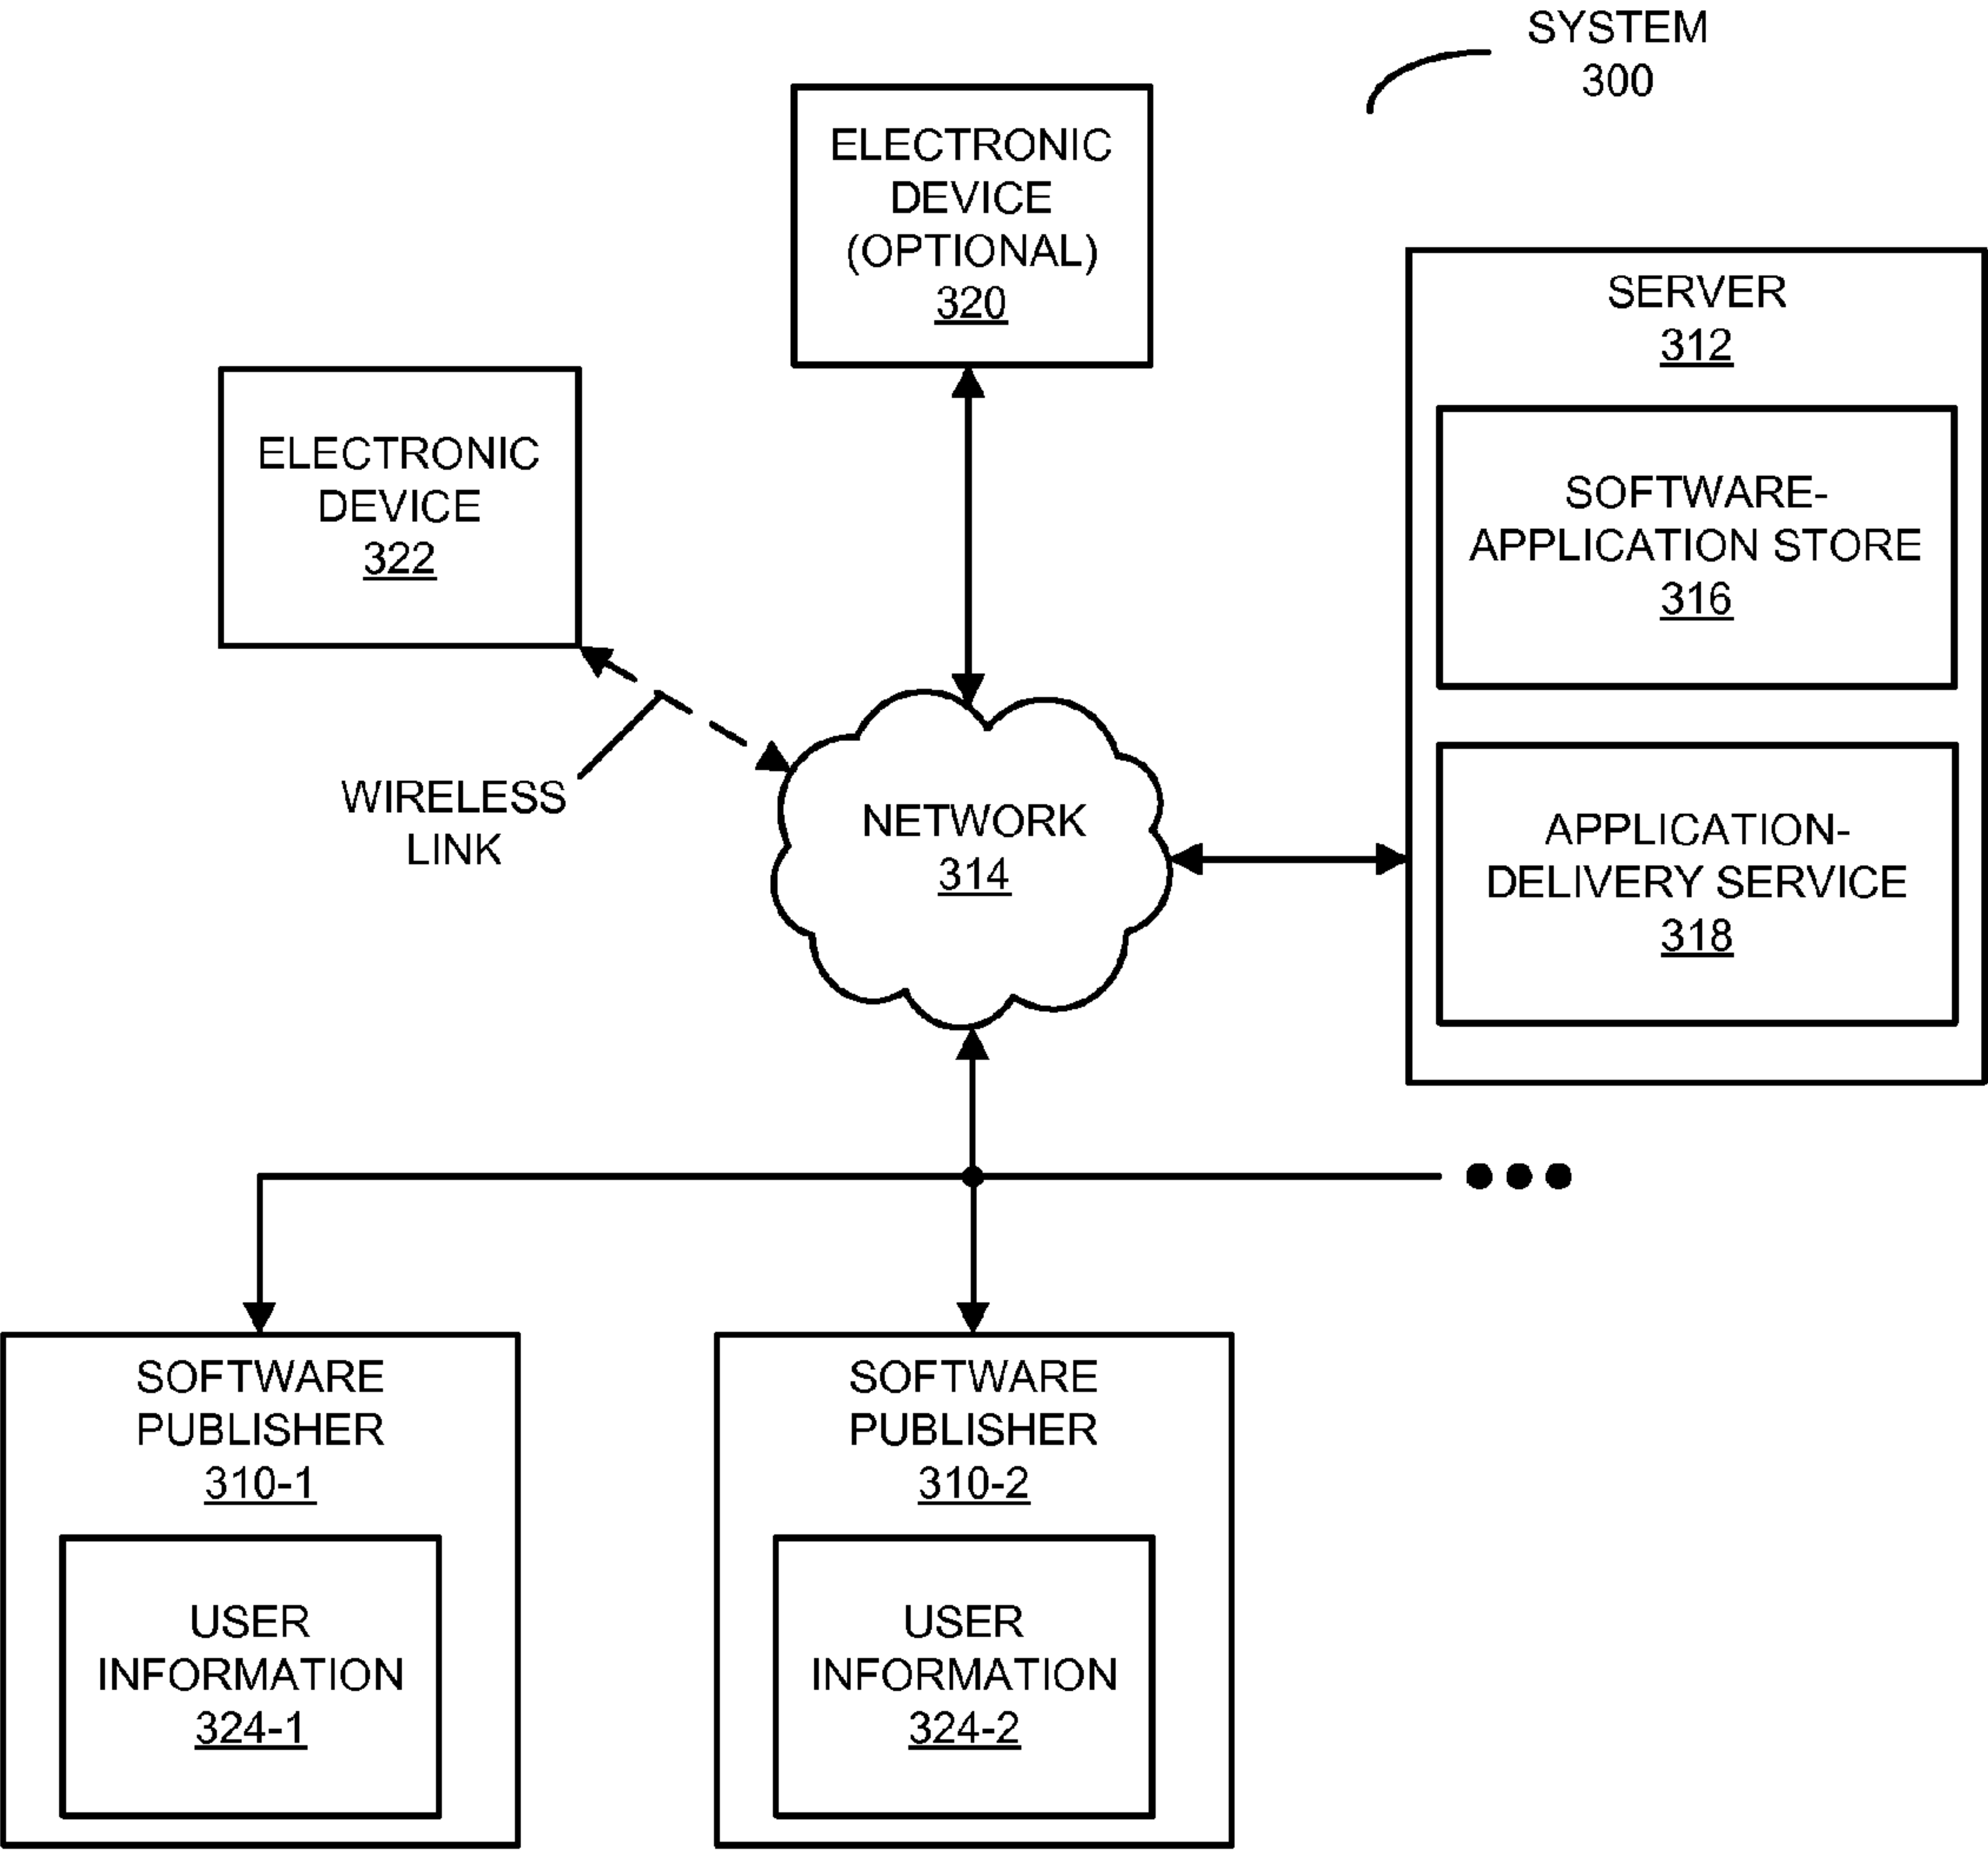 SYSTEM
300
ELECTRONIC
DEVICE
(OPTIONAL)
320
SERVER
312
ELECTRONIC
DEVICE
322
SOFTWARE-
APPLICATION STORE
316
WIRELESS
LINK
NETWORK
314
APPLICATION-
DELIVERY SERVICE
318
SOFTWARE
PUBLISHER
310-1
USER
INFORMATION
324-1
SOFTWARE
PUBLISHER
310-2
USER
INFORMATION
324-2